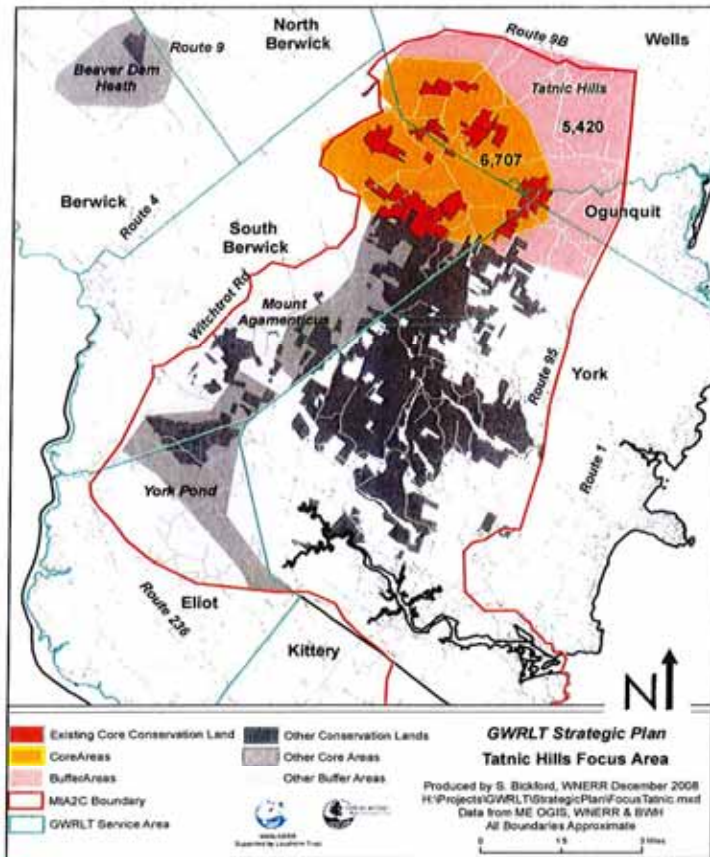 North
Berwick
Route 9
Route 9B
Wells
Beaver Dam
Heath
Tatnic Hills
5,420
6,707
Berwick
Route 4
Ogunquit
South
Berwick
Witchtrot Rd
Mount
Agamenticus
Route 95
York
Route 1
York Pond
Route 236
Eliot
Kittery
N
Existing Core Conservation Land
CoreAreas
BufferAreas
MtA2C Boundary
GWRLT Service Area
Other Conservation Lands
Other Core Areas
Other Buffer Areas
GWRLT Strategic Plan
Tatnic Hills Focus Area
Produced by S. Bickford, WNERR December 2008
H:\Projects\GWRLT\StrategicPlan\FocusTatnic.mxd
Data from ME OGIS, WNERR & BWH
All Boundaries Approximate
0 1.5 3 Miles